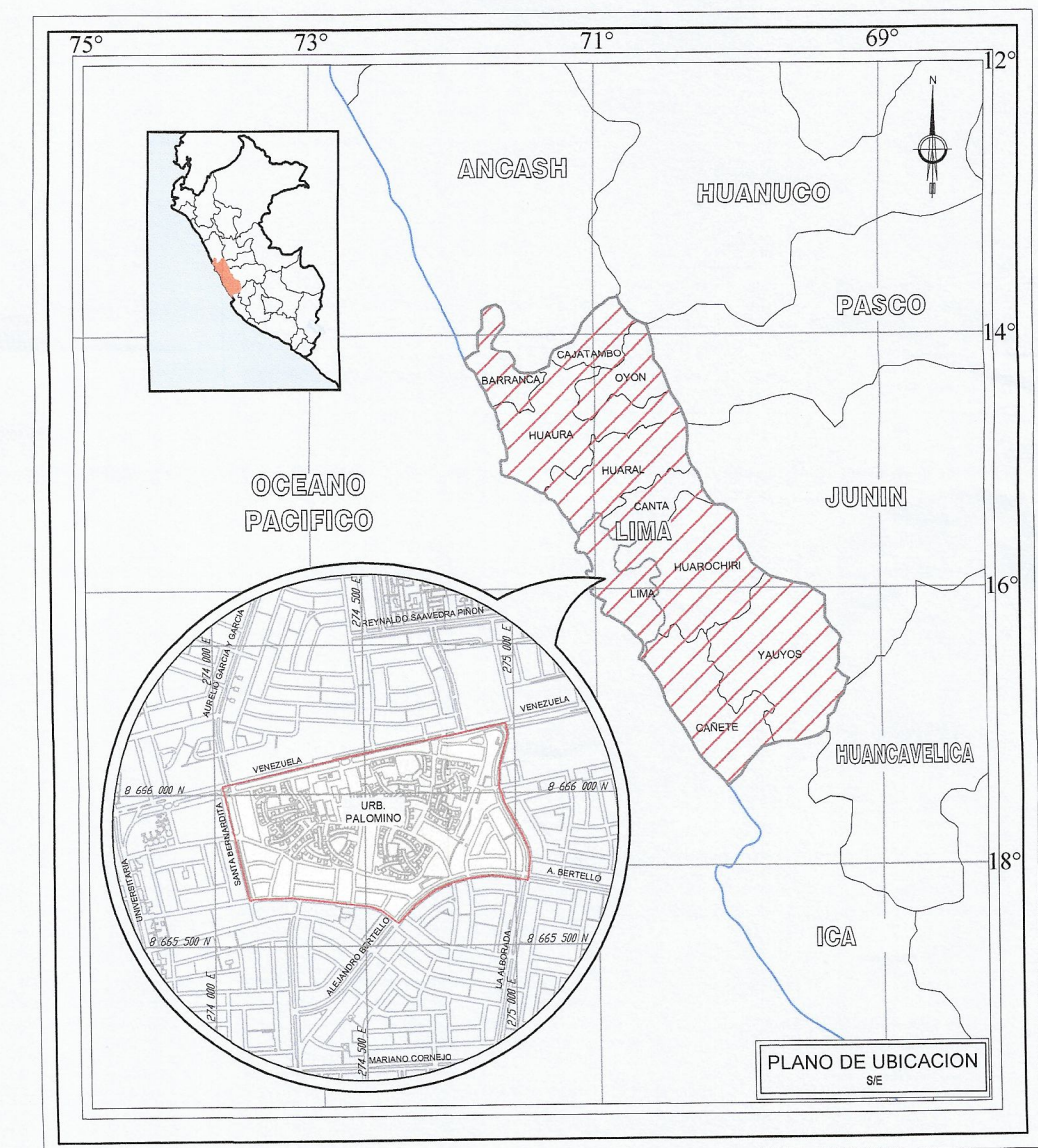 75°
73°
71°
69°
12°
N
ANCASH
HUANUCO
PASCO
14°
CAJATAMBO
BARRANCA
OYON
HUAURA
HUARAL
OCEANO
PACIFICO
JUNIN
CANTA
LIMA
HUAROCHIRI
16°
LIMA
YAUYOS
CAÑETE
HUANCAVELICA
18°
ICA
274 500 E
REYNALDO SAAVEDRA PIÑON
274 000 E
AURELIO GARCIA Y GARCIA
275 000 E
VENEZUELA
VENEZUELA
8 666 000 N
8 666 000 N
URB.
PALOMINO
SANTA BERNARDITA
UNIVERSITARIA
A. BERTELLO
8 665 500 N
8 665 500 N
ALEJANDRO BERTELLO
LA ALBORADA
274 000 E
275 000 E
274 500 E
MARIANO CORNEJO
PLANO DE UBICACION
S/E